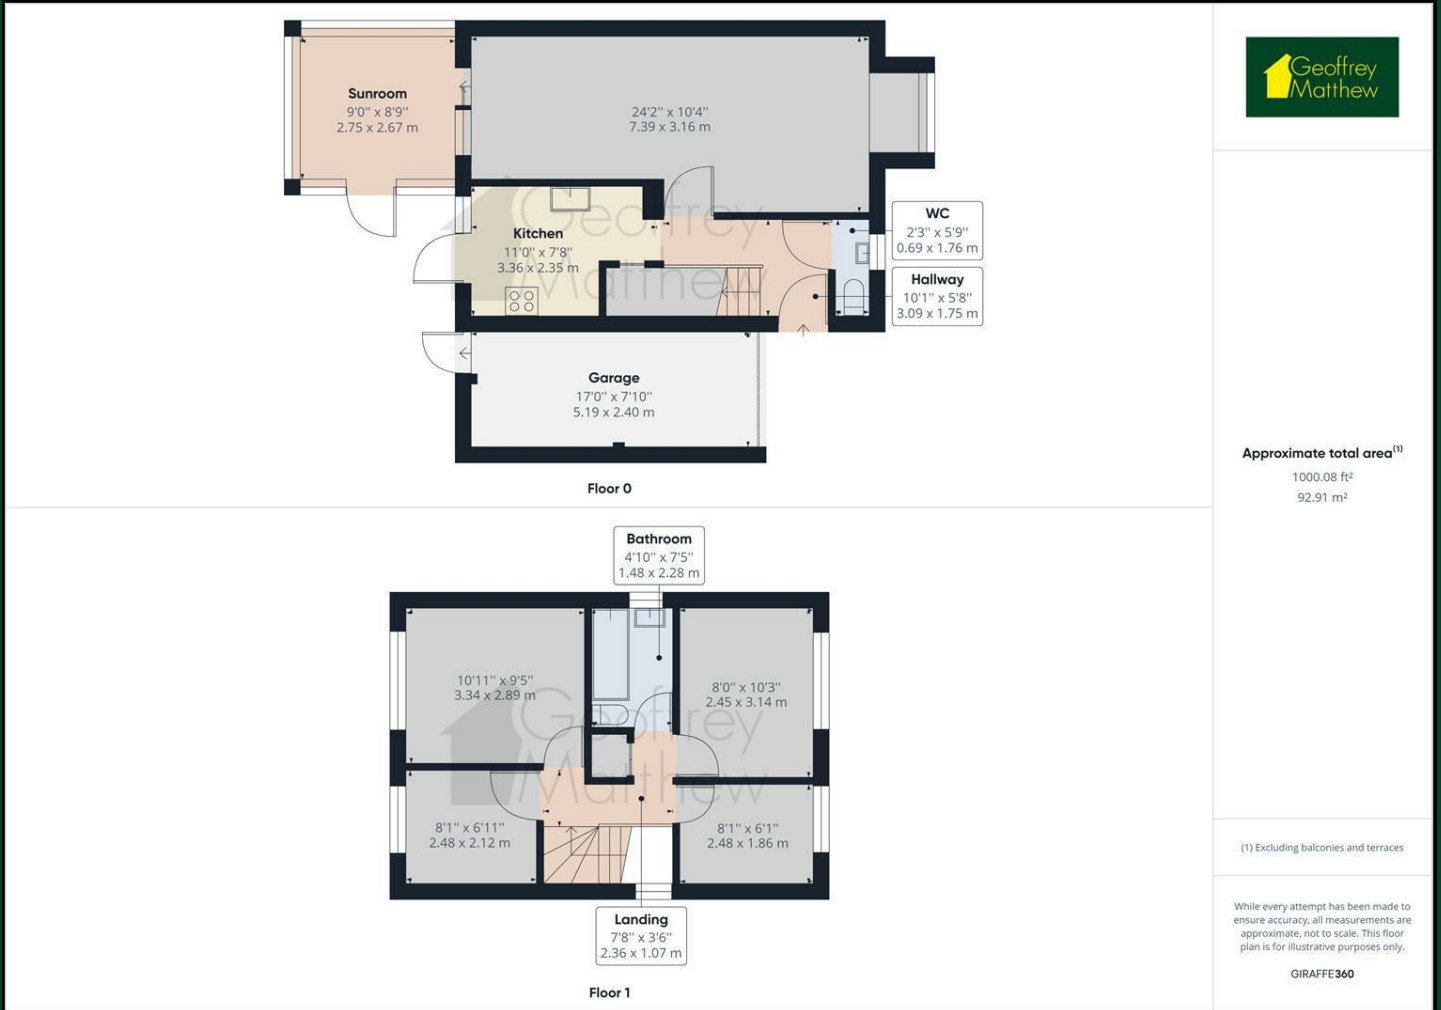 Sunroom
9'0" x 8'9"
2.75 x 2.67 m
24'2" x 10'4"
7.39 x 3.16 m
Geoffrey
Matthew
Kitchen
11'0" x 7'8"
3.36 x 2.35 m
WC
2'3" x 5'9"
0.69 x 1.76 m
Hallway
10'1" x 5'8"
3.09 x 1.75 m
Garage
17'0" x 7'10"
5.19 x 2.40 m
Floor 0
Bathroom
4'10" x 7'5"
1.48 x 2.28 m
10'11" x 9'5"
3.34 x 2.89 m
8'0" x 10'3"
2.45 x 3.14 m
Geoffrey
Matthew
8'1" x 6'11"
2.48 x 2.12 m
8'1" x 6'1"
2.48 x 1.86 m
Landing
7'8" x 3'6"
2.36 x 1.07 m
Floor 1
Geoffrey
Matthew
Approximate total area(1)
1000.08 ft²
92.91 m²
(1) Excluding balconies and terraces
While every attempt has been made to
ensure accuracy, all measurements are
approximate, not to scale. This floor
plan is for illustrative purposes only.
GIRAFFE360